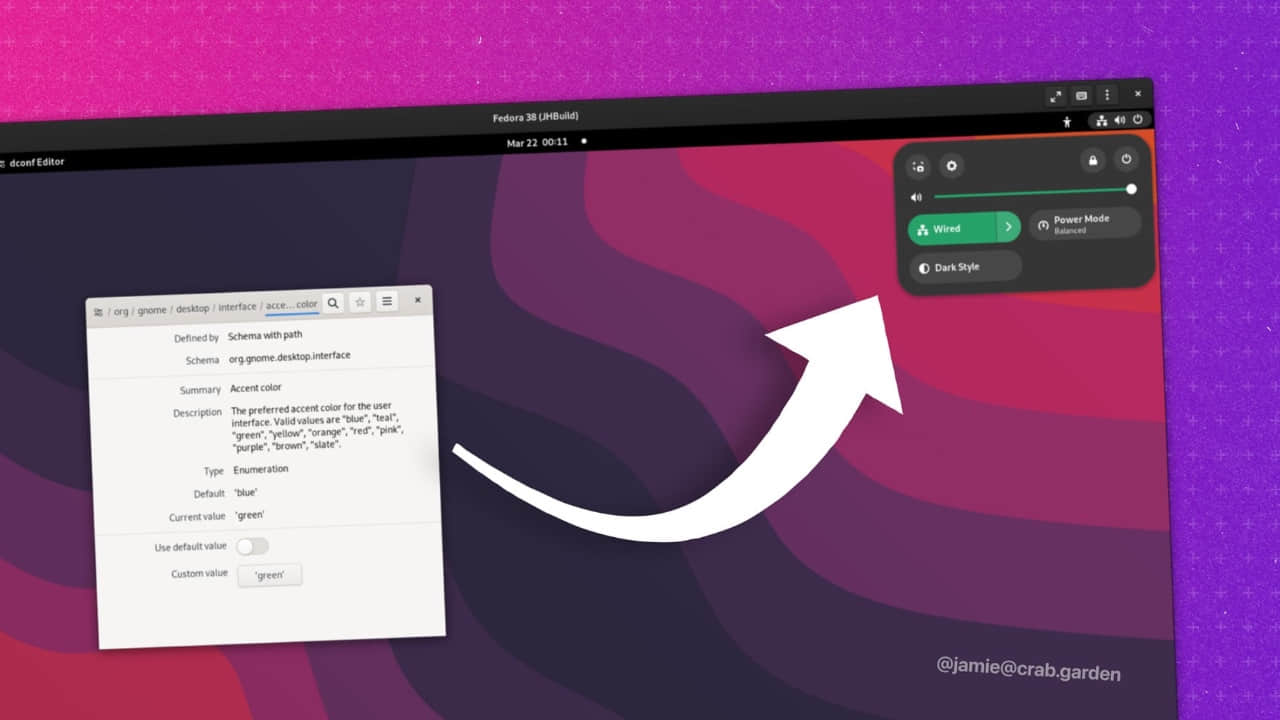 Fedora 38 (JHBuild)
dconf Editor
Mar 22 00:11
Wired
Power Mode
Balanced
Dark Style
/ org / gnome / desktop / interface / acce... color
Defined by Schema with path
Schema org.gnome.desktop.interface
Summary Accent color
Description The preferred accent color for the user
interface. Valid values are "blue", "teal",
"green", "yellow", "orange", "red", "pink",
"purple", "brown", "slate".
Type Enumeration
Default 'blue'
Current value 'green'
Use default value
Custom value 'green'
@jamie@crab.garden